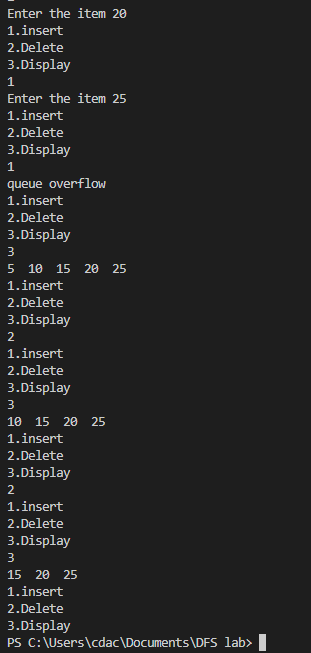 Enter the item 20
1.insert
2.Delete
3.Display
1
Enter the item 25
1.insert
2.Delete
3.Display
1
queue overflow
1.insert
2.Delete
3.Display
3
5  10  15  20  25
1.insert
2.Delete
3.Display
2
1.insert
2.Delete
3.Display
3
10  15  20  25
1.insert
2.Delete
3.Display
2
1.insert
2.Delete
3.Display
3
15  20  25
1.insert
2.Delete
3.Display
PS C:\Users\cdac\Documents\DFS lab>